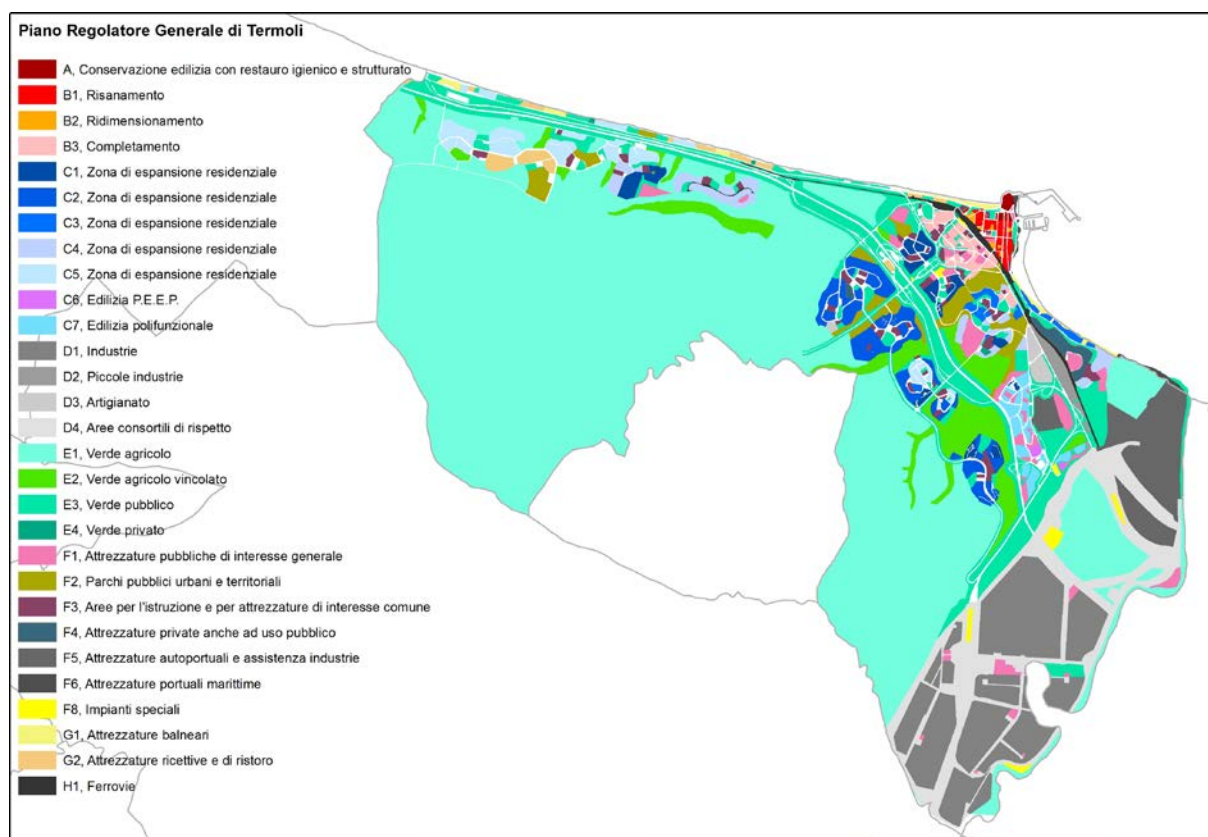 Piano Regolatore Generale di Termoli
A, Conservazione edilizia con restauro igienico e strutturato
B1, Risanamento
B2, Ridimensionamento
B3, Completamento
C1, Zona di espansione residenziale
C2, Zona di espansione residenziale
C3, Zona di espansione residenziale
C4, Zona di espansione residenziale
C5, Zona di espansione residenziale
C6, Edilizia P.E.E.P.
C7, Edilizia polifunzionale
D1, Industrie
D2, Piccole industrie
D3, Artigianato
D4, Aree consortili di rispetto
E1, Verde agricolo
E2, Verde agricolo vincolato
E3, Verde pubblico
E4, Verde privato
F1, Attrezzature pubbliche di interesse generale
F2, Parchi pubblici urbani e territoriali
F3, Aree per l'istruzione e per attrezzature di interesse comune
F4, Attrezzature private anche ad uso pubblico
F5, Attrezzature autoportuali e assistenza industrie
F6, Attrezzature portuali marittime
F8, Impianti speciali
G1, Attrezzature balneari
G2, Attrezzature ricettive e di ristoro
H1, Ferrovie